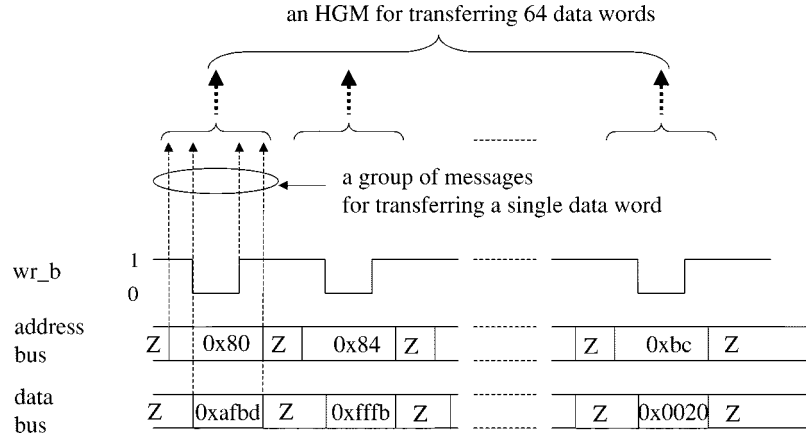 an HGM for transferring 64 data words
a group of messages
for transferring a single data word
wr_b 1
0
address
bus Z 0x80 Z 0x84 Z Z 0xbc Z
data
bus Z 0xafbd Z 0xfffb Z Z 0x0020 Z